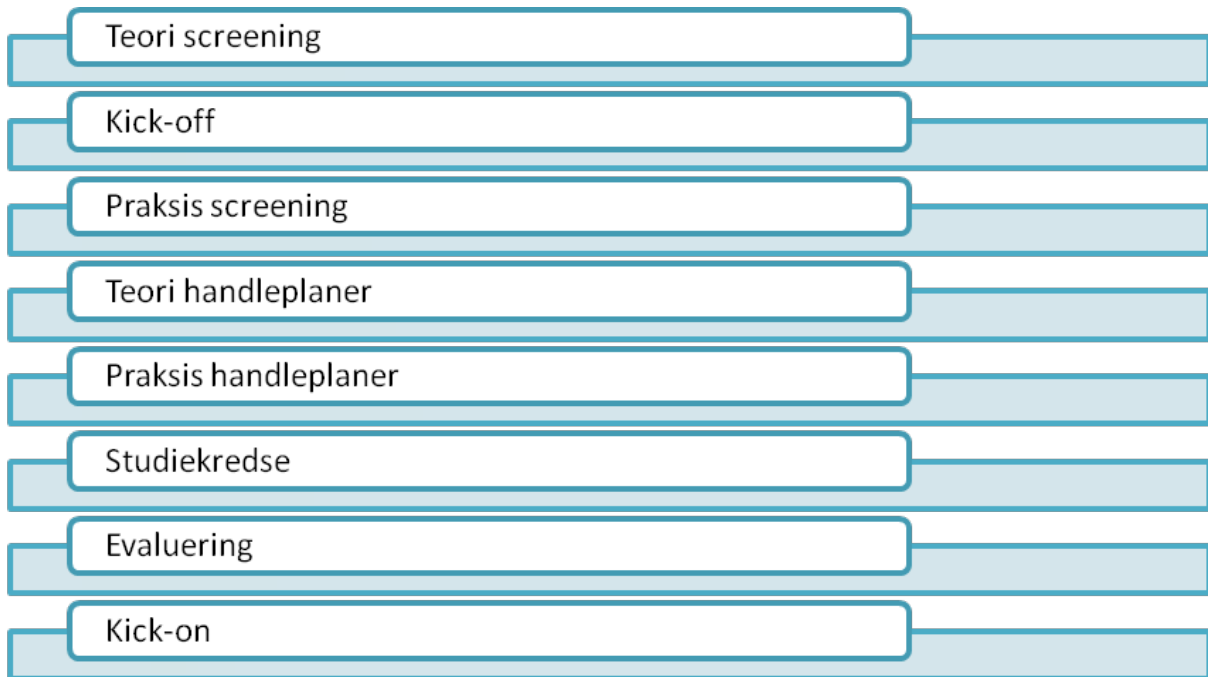 Teori screening
Kick-off
Praksis screening
Teori handleplaner
Praksis handleplaner
Studiekredse
Evaluering
Kick-on